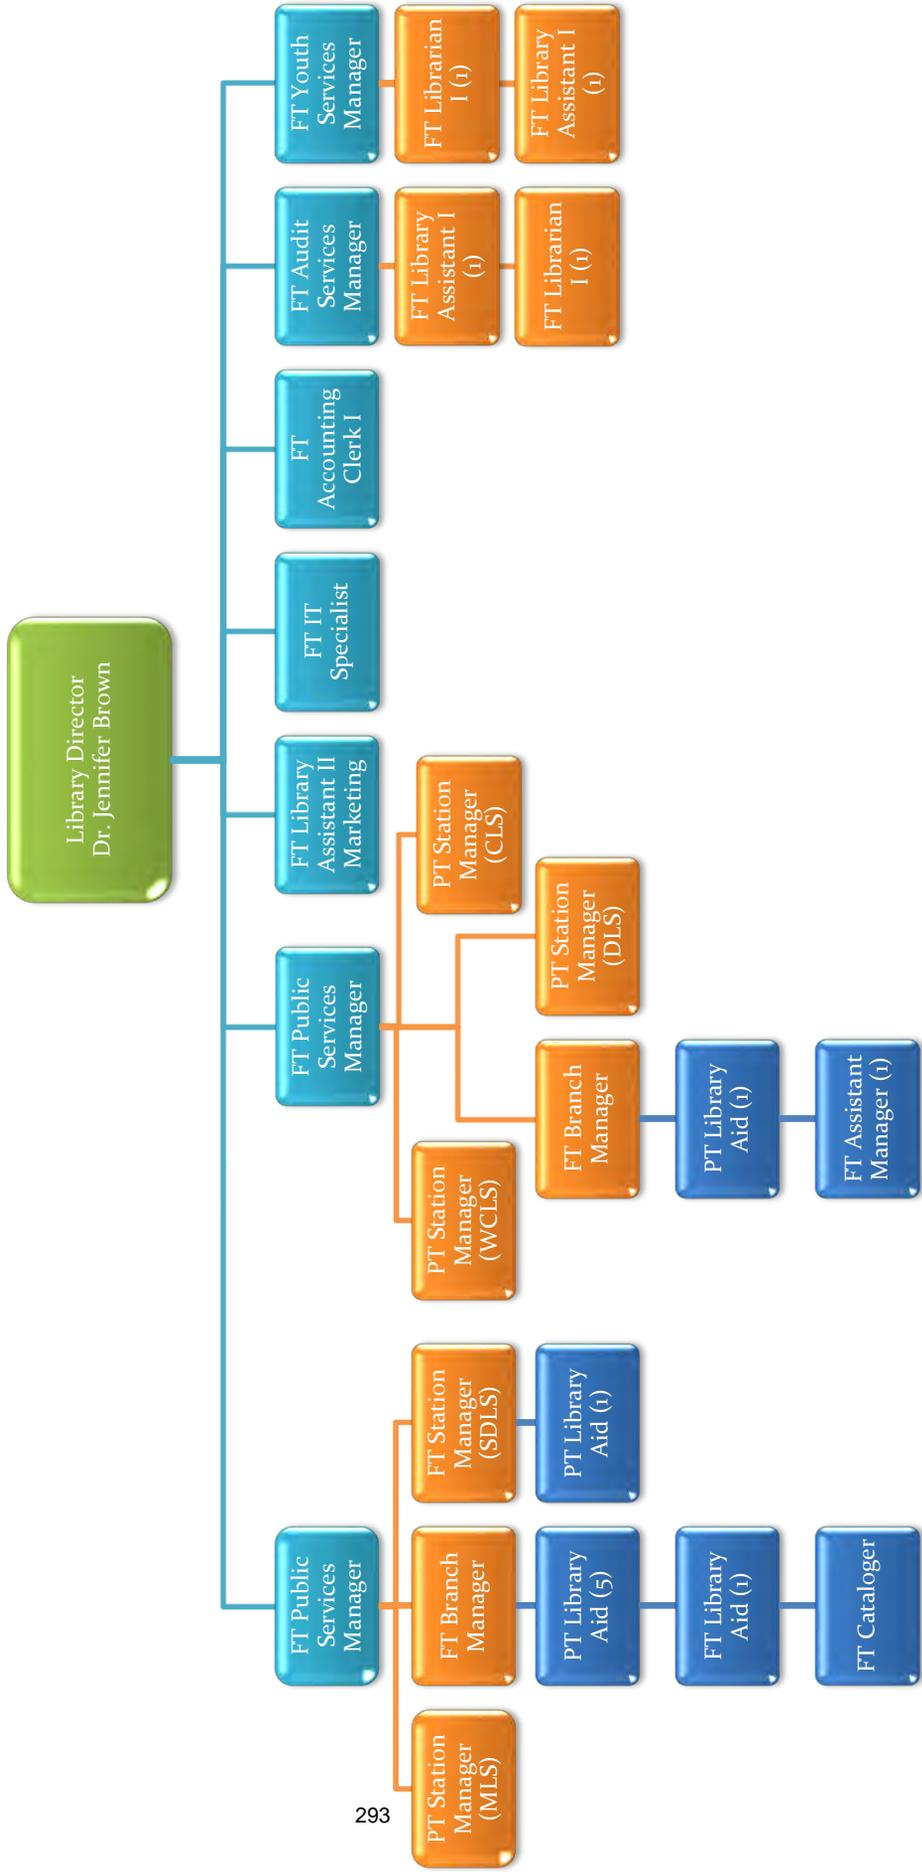 Library Director
Dr. Jennifer Brown
FT Public
Services
Manager
FT Public
Services
Manager
FT Library
Assistant II
Marketing
FT IT
Specialist
FT
Accounting
Clerk I
FT Audit
Services
Manager
FT Youth
Services
Manager
PT Station
Manager
(MLS)
FT Branch
Manager
FT Station
Manager
(SDLS)
PT Station
Manager
(WCLS)
PT Station
Manager
(CLS)
FT Library
Assistant I
(1)
FT Librarian
I (1)
PT Library
Aid (5)
PT Library
Aid (1)
FT Branch
Manager
PT Station
Manager
(DLS)
FT Librarian
I (1)
FT Library
Assistant I
(1)
FT Library
Aid (1)
PT Library
Aid (1)
FT Cataloger
FT Assistant
Manager (1)
293